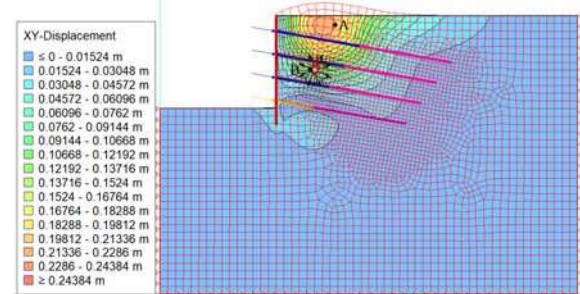 XY-Displacement
≤ 0 - 0.01524 m
0.01524 - 0.03048 m
0.03048 - 0.04572 m
0.04572 - 0.06096 m
0.06096 - 0.0762 m
0.0762 - 0.09144 m
0.09144 - 0.10668 m
0.10668 - 0.12192 m
0.12192 - 0.13716 m
0.13716 - 0.1524 m
0.1524 - 0.16764 m
0.16764 - 0.18288 m
0.18288 - 0.19812 m
0.19812 - 0.21336 m
0.21336 - 0.2286 m
0.2286 - 0.24384 m
≥ 0.24384 m
A
B